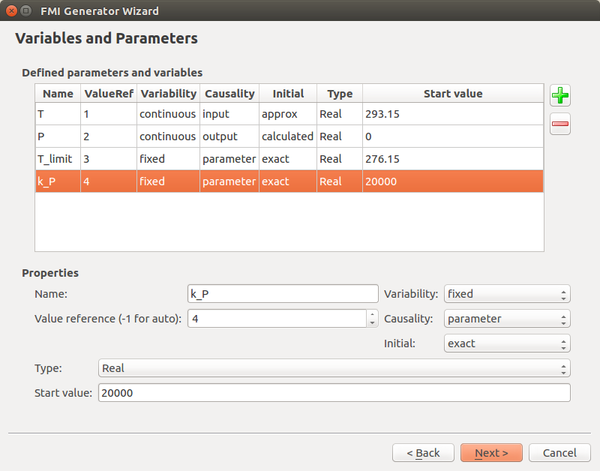 FMI Generator Wizard
Variables and Parameters
Defined parameters and variables
Name ValueRef Variability Causality Initial Type Start value
T 1 continuous input approx Real 293.15
P 2 continuous output calculated Real 0
T_limit 3 fixed parameter exact Real 276.15
k_P 4 fixed parameter exact Real 20000
Properties
Name: k_P Variability: fixed
Value reference (-1 for auto): 4 Causality: parameter
Initial: exact
Type: Real
Start value: 20000
< Back Next > Cancel